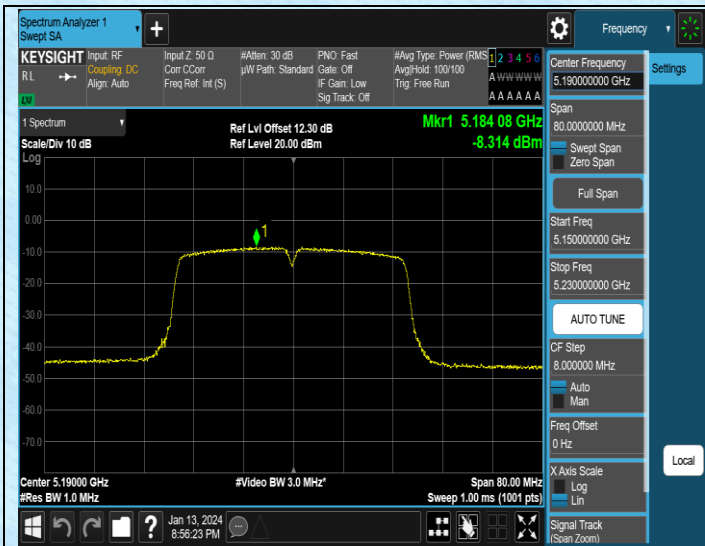 Spectrum Analyzer 1
Swept SA
Frequency
KEYSIGHT
RL
LXI
Input: RF
Coupling: DC
Align: Auto
Input Z: 50 Ω
Corr CCorr
Freq Ref: Int (S)
#Atten: 30 dB
µW Path: Standard
PNO: Fast
Gate: Off
IF Gain: Low
Sig Track: Off
#Avg Type: Power (RMS
Avg|Hold: 100/100
Trig: Free Run
1 2 3 4 5 6
A W W W W W
A A A A A A
Center Frequency
5.190000000 GHz
Settings
Span
80.0000000 MHz
Swept Span
Zero Span
Full Span
Start Freq
5.150000000 GHz
Stop Freq
5.230000000 GHz
AUTO TUNE
CF Step
8.000000 MHz
Auto
Man
Freq Offset
0 Hz
X Axis Scale
Log
Lin
Local
Signal Track
(Span Zoom)
1 Spectrum
Scale/Div 10 dB
Log
Ref Lvl Offset 12.30 dB
Ref Level 20.00 dBm
Mkr1 5.184 08 GHz
-8.314 dBm
10.0
0.00
-10.0
-20.0
-30.0
-40.0
-50.0
-60.0
-70.0
1
Center 5.19000 GHz
#Res BW 1.0 MHz
#Video BW 3.0 MHz*
Span 80.00 MHz
Sweep 1.00 ms (1001 pts)
?
Jan 13, 2024
8:56:23 PM